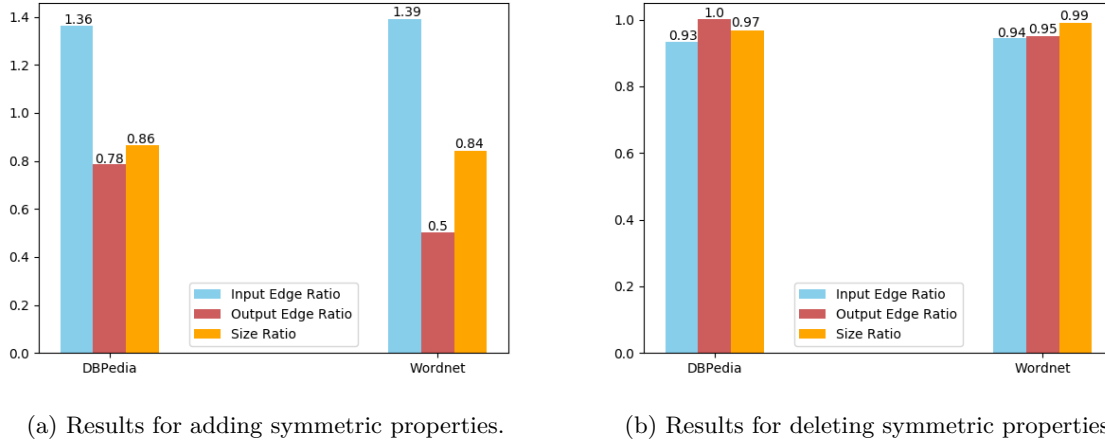 1.4
1.2
1.0
0.8
0.6
0.4
0.2
0.0
1.36
0.78
0.86
1.39
0.5
0.84
Input Edge Ratio
Output Edge Ratio
Size Ratio
DBPedia
Wordnet
(a) Results for adding symmetric properties.
1.0
0.8
0.6
0.4
0.2
0.0
0.93
1.0
0.97
0.94
0.95
0.99
Input Edge Ratio
Output Edge Ratio
Size Ratio
DBPedia
Wordnet
(b) Results for deleting symmetric properties